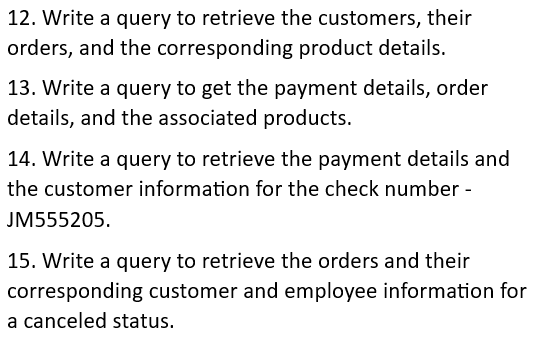 12. Write a query to retrieve the customers, their
orders, and the corresponding product details.
13. Write a query to get the payment details, order
details, and the associated products.
14. Write a query to retrieve the payment details and
the customer information for the check number -
JM555205.
15. Write a query to retrieve the orders and their
corresponding customer and employee information for
a canceled status.